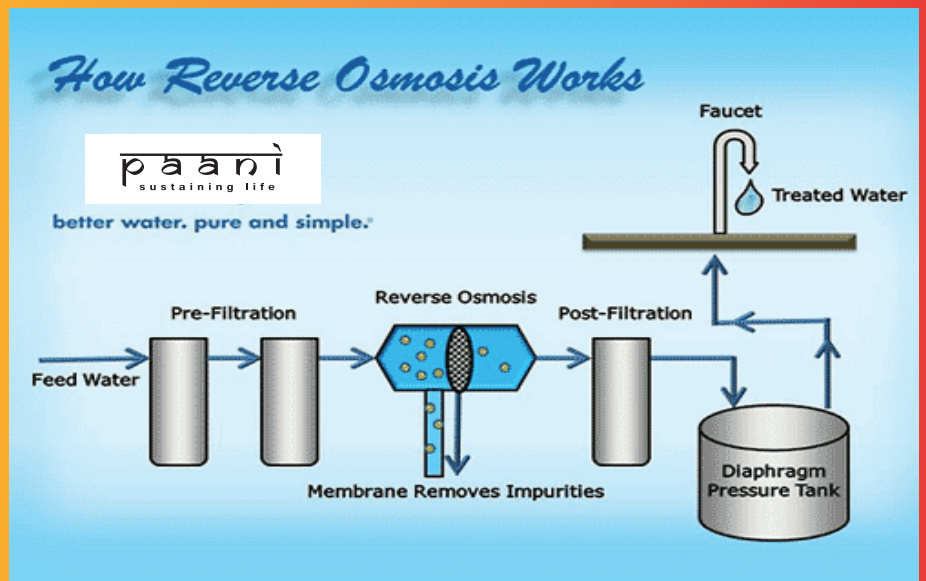 How Reverse Osmosis Works
paani
sustaining life
better water. pure and simple.®
Faucet
Treated Water
Reverse Osmosis
Pre-Filtration
Post-Filtration
Feed Water
Diaphragm
Pressure Tank
Membrane Removes Impurities